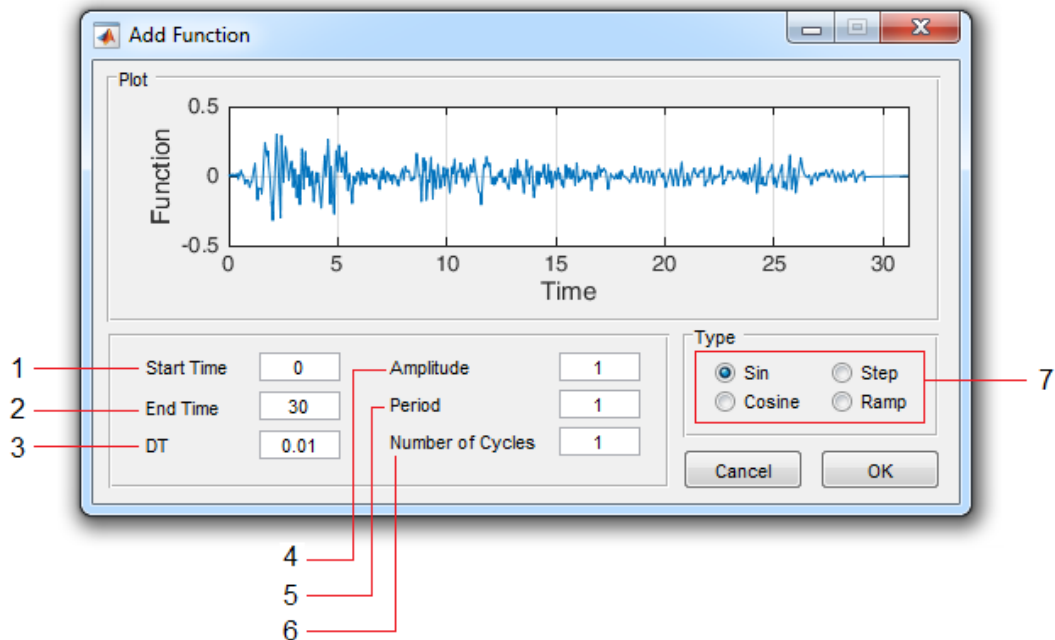 Add Function
Plot
0.5
0
-0.5
Function
0 5 10 15 20 25 30
Time
1 Start Time 0
2 End Time 30
3 DT 0.01
Amplitude 1
Period 1
Number of Cycles 1
Type
Sin Step
Cosine Ramp
7
Cancel OK
4
5
6